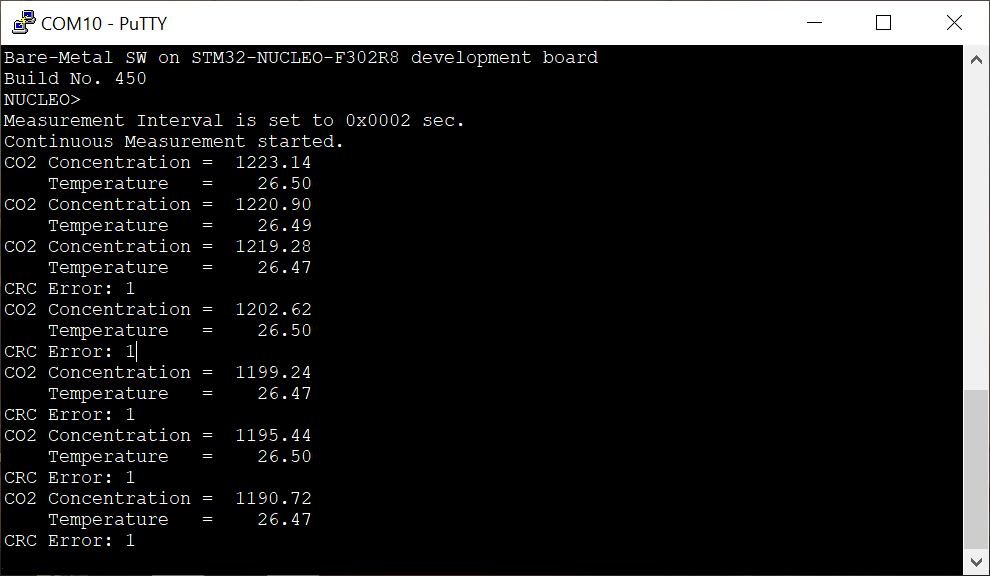 COM10 - PuTTY
Bare-Metal SW on STM32-NUCLEO-F302R8 development board
Build No. 450
NUCLEO>
Measurement Interval is set to 0x0002 sec.
Continuous Measurement started.
CO2 Concentration =  1223.14
    Temperature   =    26.50
CO2 Concentration =  1220.90
    Temperature   =    26.49
CO2 Concentration =  1219.28
    Temperature   =    26.47
CRC Error: 1
CO2 Concentration =  1202.62
    Temperature   =    26.50
CRC Error: 1
CO2 Concentration =  1199.24
    Temperature   =    26.47
CRC Error: 1
CO2 Concentration =  1195.44
    Temperature   =    26.50
CRC Error: 1
CO2 Concentration =  1190.72
    Temperature   =    26.47
CRC Error: 1